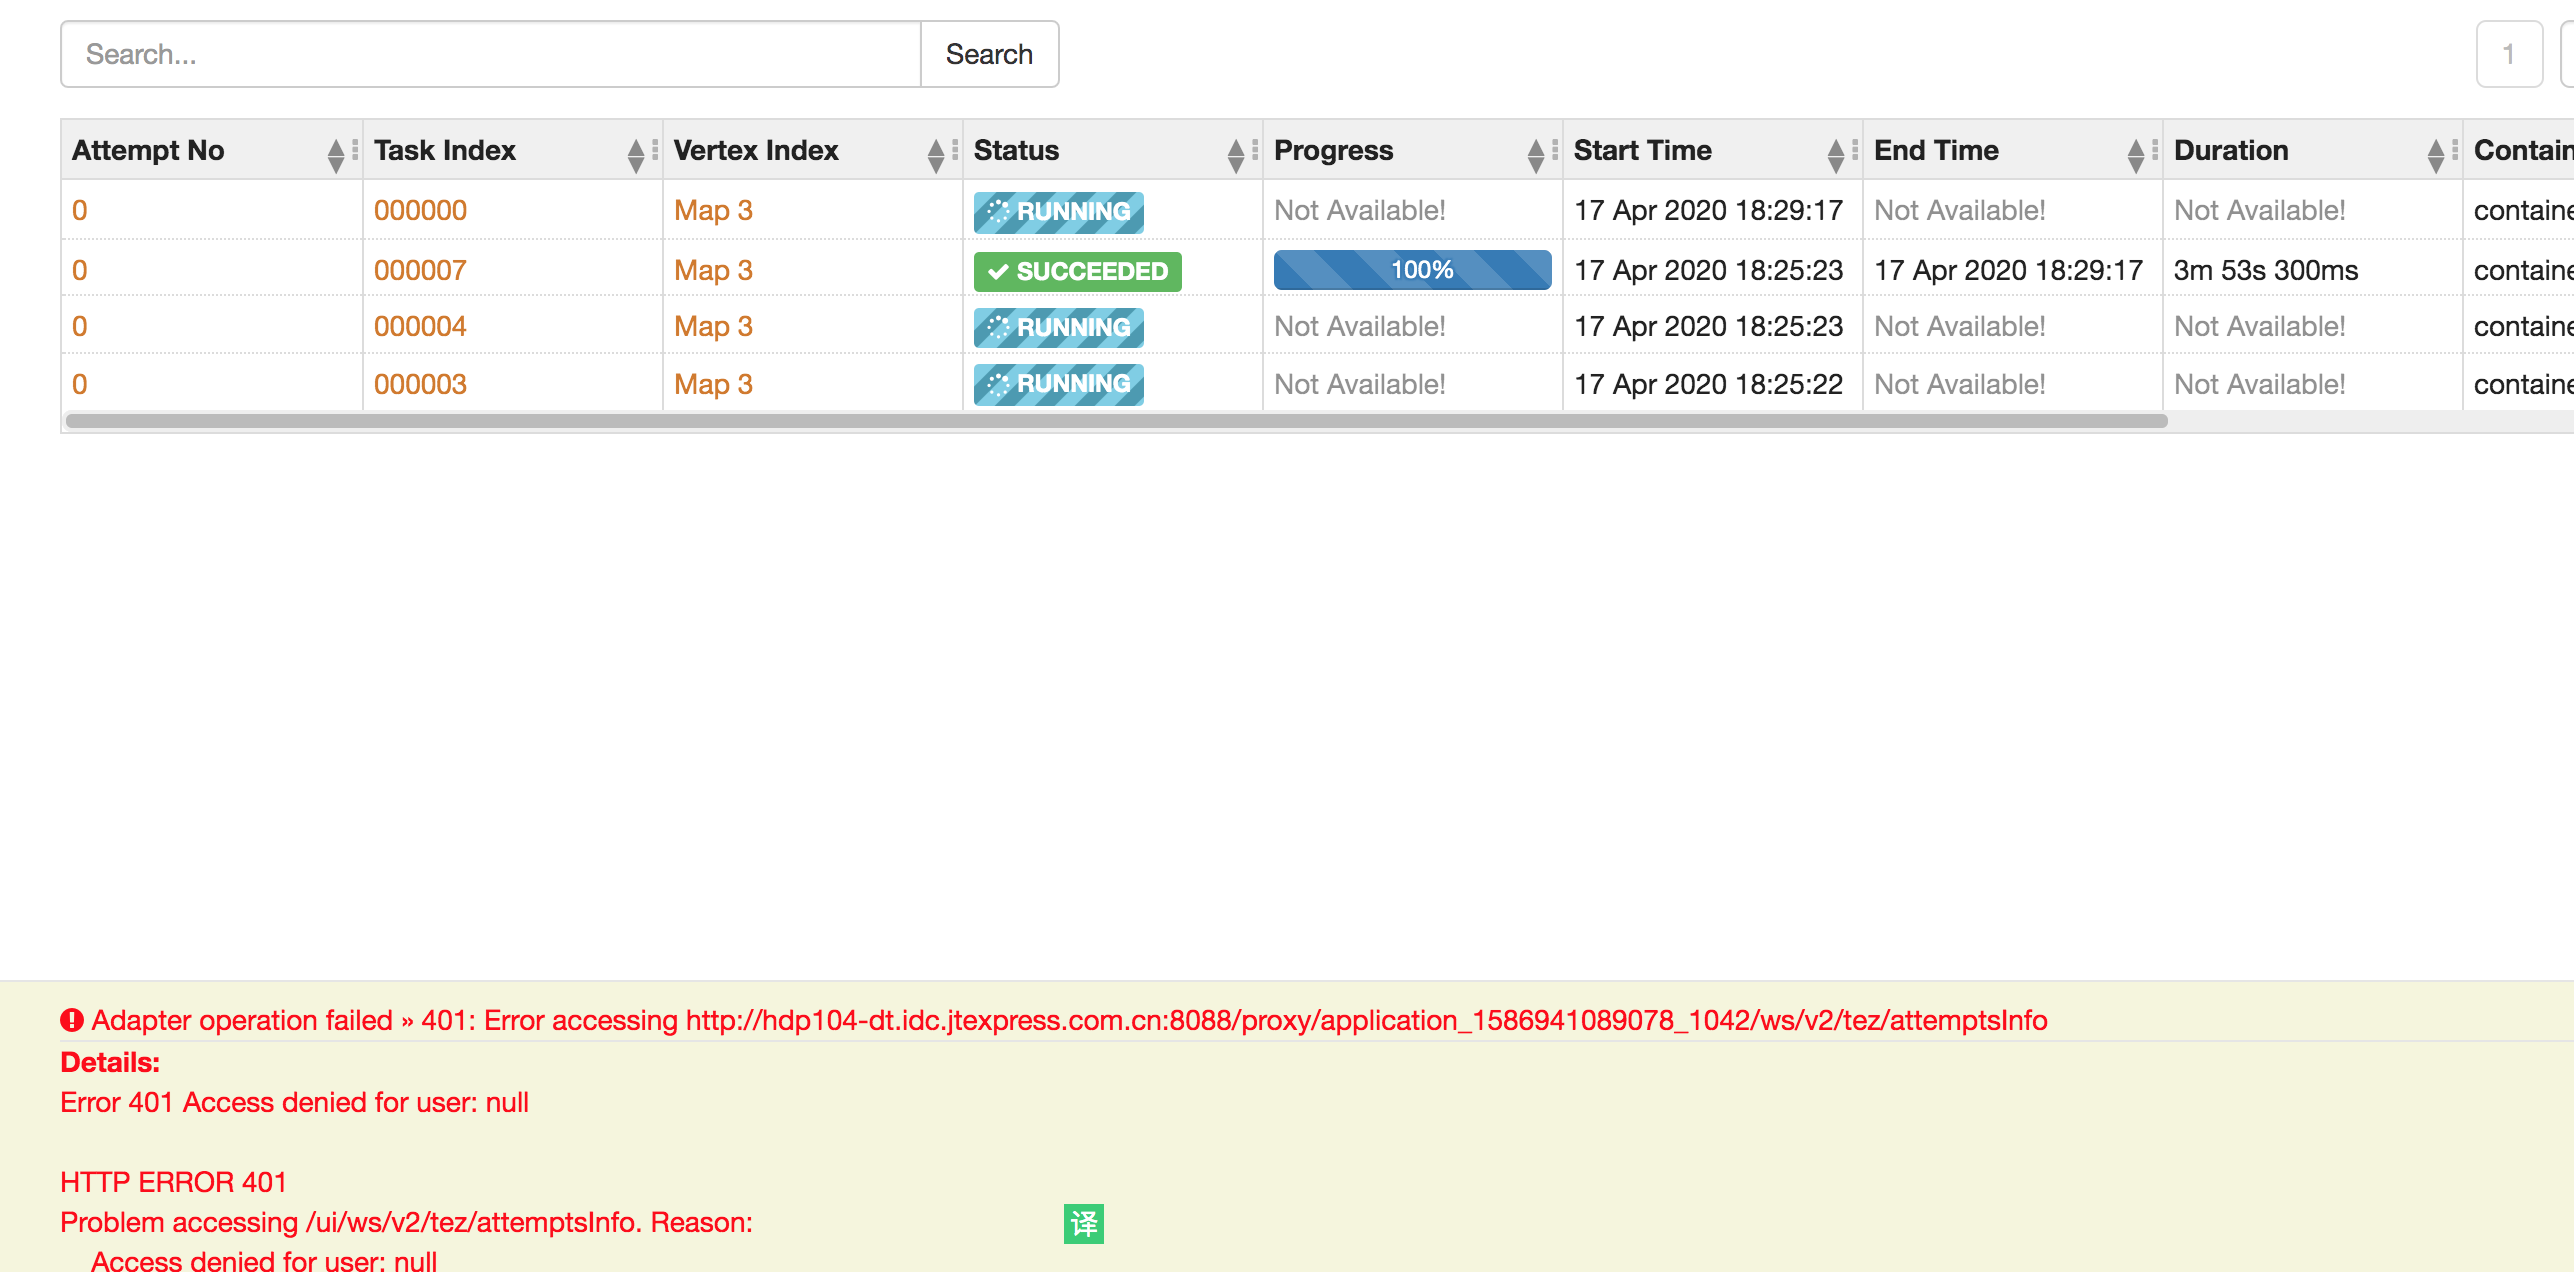 Search... Search 1
Attempt No Task Index Vertex Index Status Progress Start Time End Time Duration Contain
0 000000 Map 3 RUNNING Not Available! 17 Apr 2020 18:29:17 Not Available! Not Available! containe
0 000007 Map 3 SUCCEEDED 100% 17 Apr 2020 18:25:23 17 Apr 2020 18:29:17 3m 53s 300ms containe
0 000004 Map 3 RUNNING Not Available! 17 Apr 2020 18:25:23 Not Available! Not Available! containe
0 000003 Map 3 RUNNING Not Available! 17 Apr 2020 18:25:22 Not Available! Not Available! containe
Adapter operation failed » 401: Error accessing http://hdp104-dt.idc.jtexpress.com.cn:8088/proxy/application_1586941089078_1042/ws/v2/tez/attemptsInfo
Details:
Error 401 Access denied for user: null
HTTP ERROR 401
Problem accessing /ui/ws/v2/tez/attemptsInfo. Reason:
译
Access denied for user: null